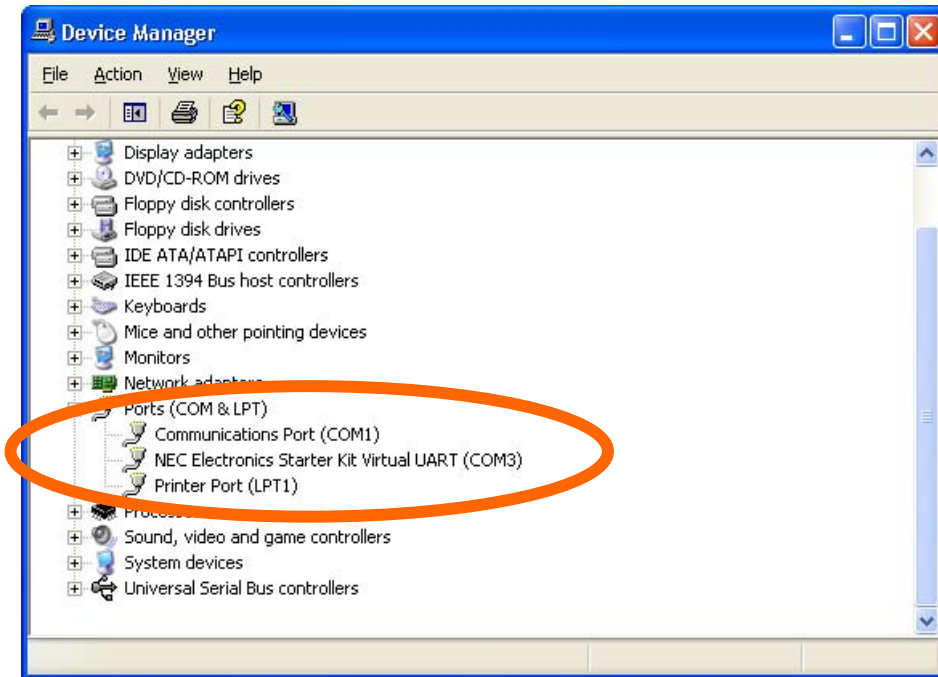 Device Manager
File Action View Help
Display adapters
DVD/CD-ROM drives
Floppy disk controllers
Floppy disk drives
IDE ATA/ATAPI controllers
IEEE 1394 Bus host controllers
Keyboards
Mice and other pointing devices
Monitors
Network adapters
Ports (COM & LPT)
Communications Port (COM1)
NEC Electronics Starter Kit Virtual UART (COM3)
Printer Port (LPT1)
Sound, video and game controllers
System devices
Universal Serial Bus controllers